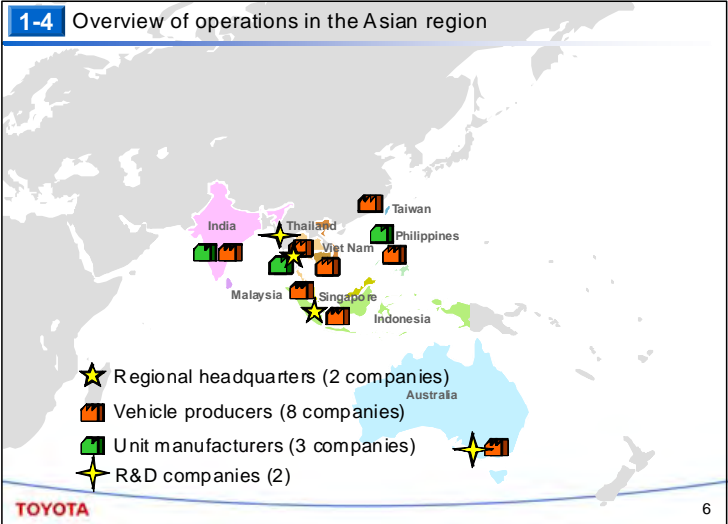 1-4 Overview of operations in the Asian region
Taiwan
India
Thailand
Philippines
Viet Nam
Malaysia
Singapore
Indonesia
Regional headquarters (2 companies)
Australia
Vehicle producers (8 companies)
Unit manufacturers (3 companies)
R&D companies (2)
TOYOTA
6